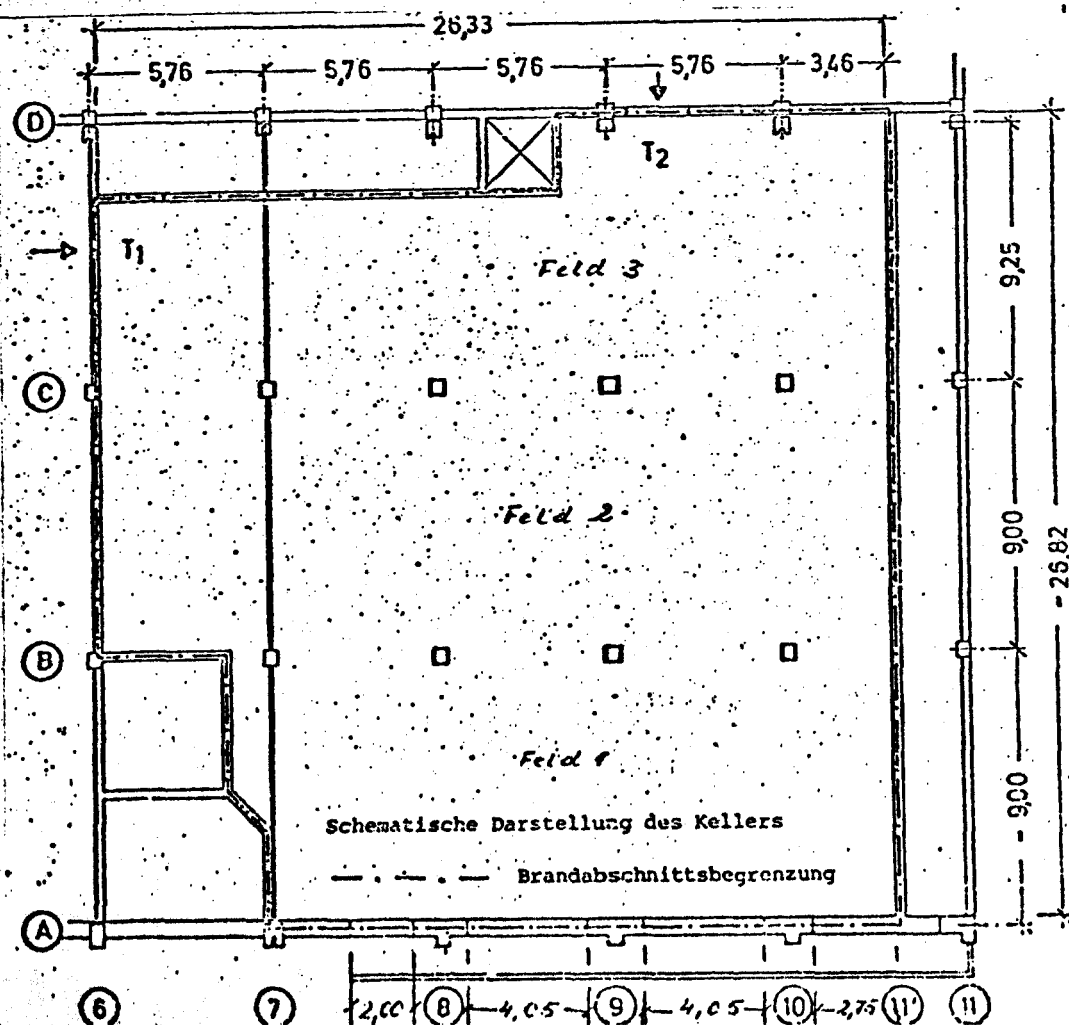 26,33
5,76 5,76 5,76 5,76 3,46
D
T2
T1
Feld 3
9,25
C
Feld 2
9,00
26,82
B
Feld 1
9,00
Schematische Darstellung des Kellers
Brandabschnittsbegrenzung
A
6 7 2,00 8 4,05 9 4,05 10 2,75 11' 11